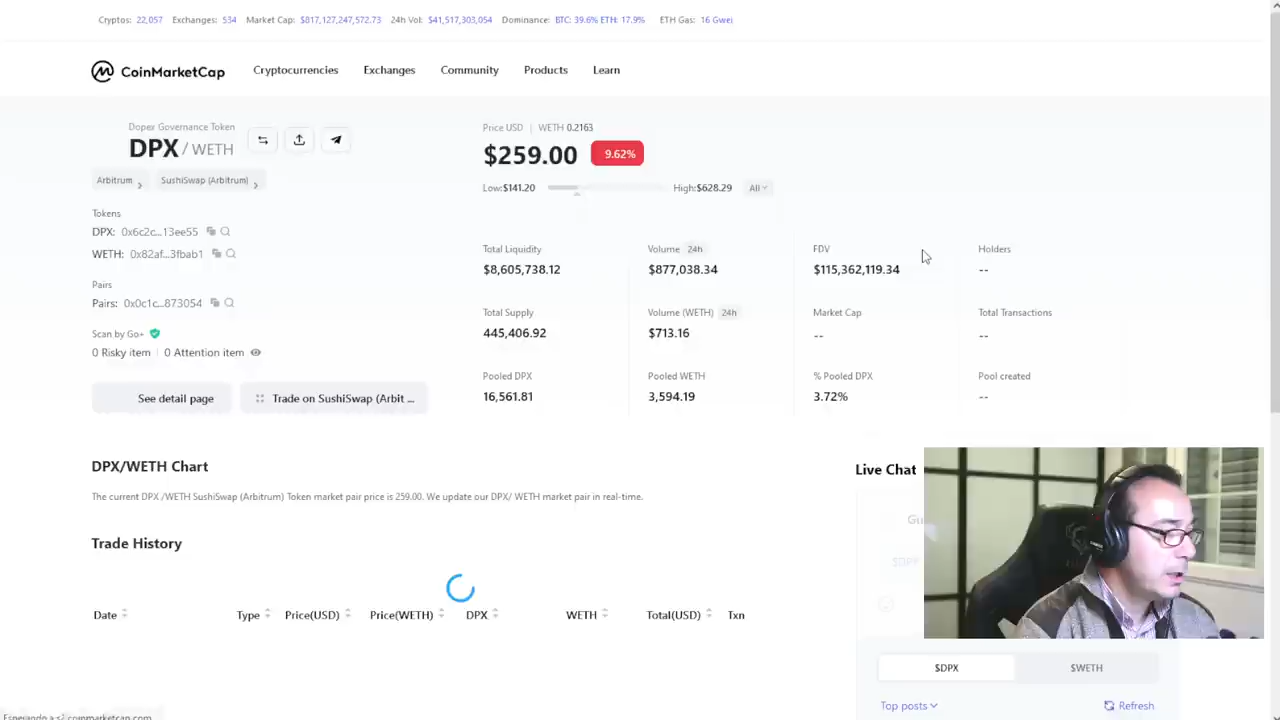 Cryptos: 22,057 Exchanges: 534 Market Cap: $817,127,247,572.73 24h Vol: $41,517,303,054 Dominance: BTC: 39.6% ETH: 17.9% ETH Gas: 16 Gwei
CoinMarketCap Cryptocurrencies Exchanges Community Products Learn
Dopex Governance Token
DPX / WETH
Arbitrum SushiSwap (Arbitrum)
Tokens
DPX: 0x6c2c...13ee55
WETH: 0x82af...3fbab1
Pairs
Pairs: 0x0c1c...873054
Scan by Go+
0 Risky item 0 Attention item
See detail page Trade on SushiSwap (Arbit ...
Price USD WETH 0.2163
$259.00 9.62%
Low:$141.20 High:$628.29 All
Total Liquidity Volume 24h FDV Holders
$8,605,738.12 $877,038.34 $115,362,119.34 --
Total Supply Volume (WETH) 24h Market Cap Total Transactions
445,406.92 $713.16 -- --
Pooled DPX Pooled WETH % Pooled DPX Pool created
16,561.81 3,594.19 3.72% --
DPX/WETH Chart
The current DPX /WETH SushiSwap (Arbitrum) Token market pair price is 259.00. We update our DPX/ WETH market pair in real-time.
Trade History
Date Type Price(USD) Price(WETH) DPX WETH Total(USD) Txn
Live Chat
$DPX $WETH
Top posts Refresh